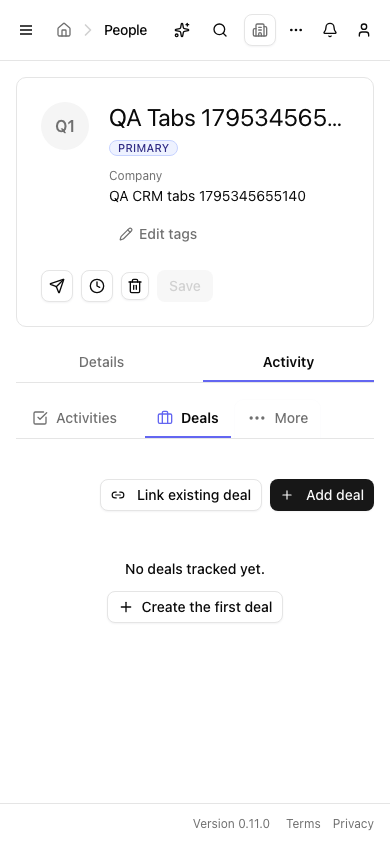 People
Q1
QA Tabs 179534565...
PRIMARY
Company
QA CRM tabs 1795345655140
Edit tags
Save
Details
Activity
Activities
Deals
More
Link existing deal
Add deal
No deals tracked yet.
Create the first deal
Version 0.11.0
Terms
Privacy